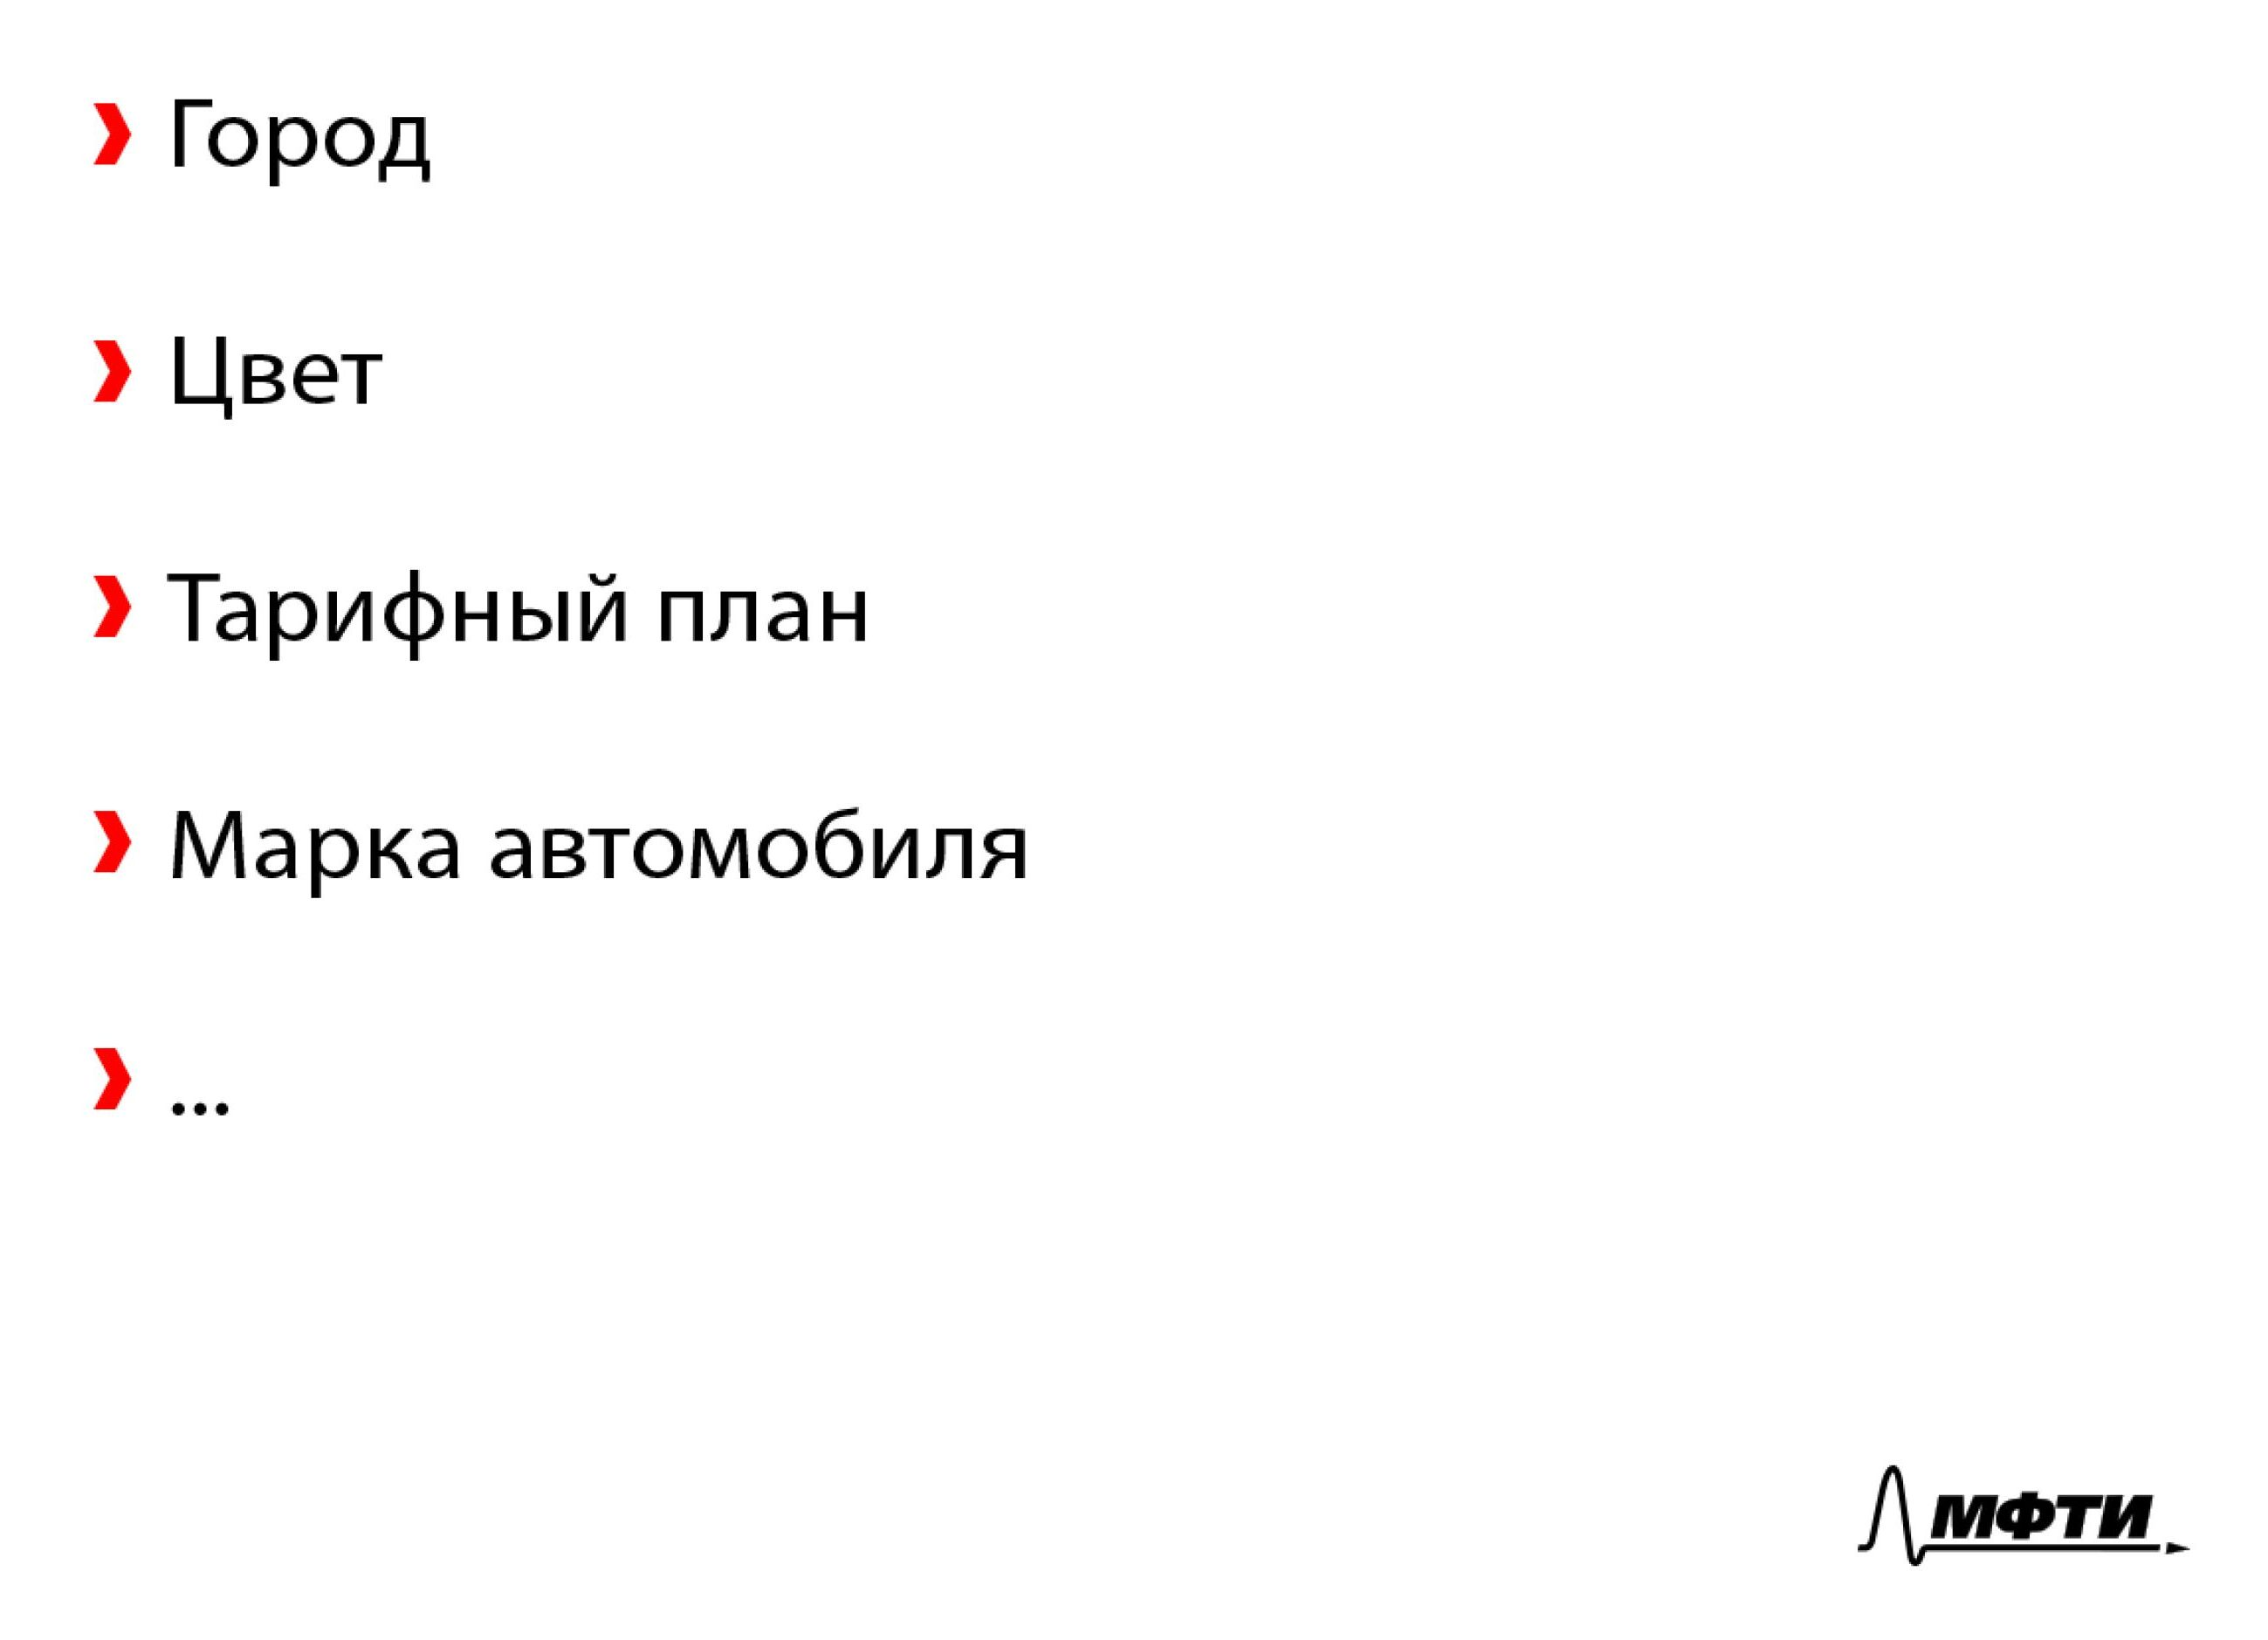 Город
Цвет
Тарифный план
Марка автомобиля
...
МФТИ